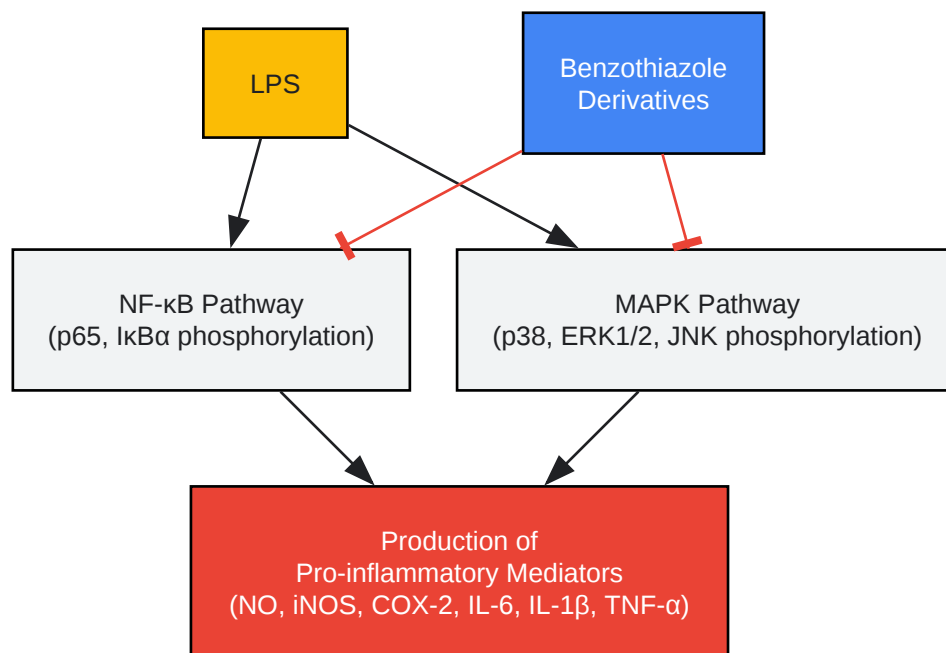 LPS
Benzothiazole
Derivatives
NF-κB Pathway
(p65, IκBα phosphorylation)
MAPK Pathway
(p38, ERK1/2, JNK phosphorylation)
Production of
Pro-inflammatory Mediators
(NO, iNOS, COX-2, IL-6, IL-1β, TNF-α)